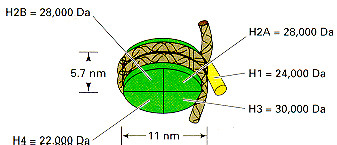 H2B = 28,000 Da
H2A = 28,000 Da
5.7 nm
H1 = 24,000 Da
H3 = 30,000 Da
H4 = 22,000 Da
11 nm